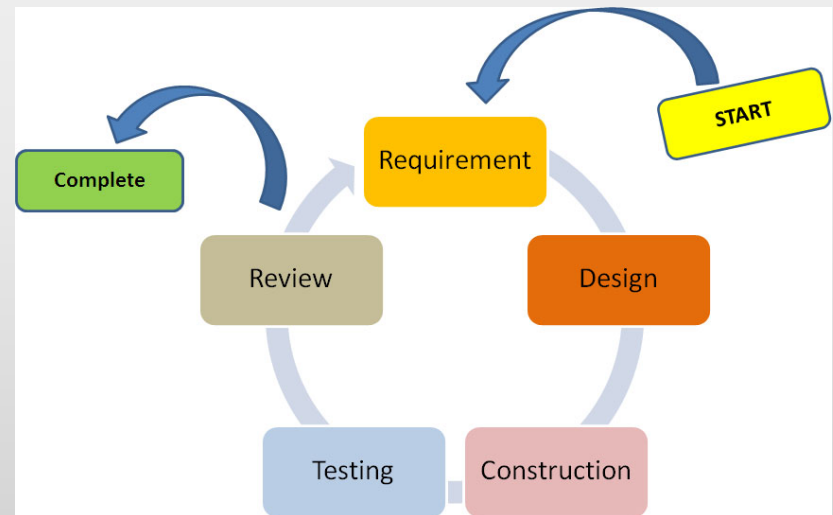 START
Requirement
Complete
Review
Design
Testing
Construction